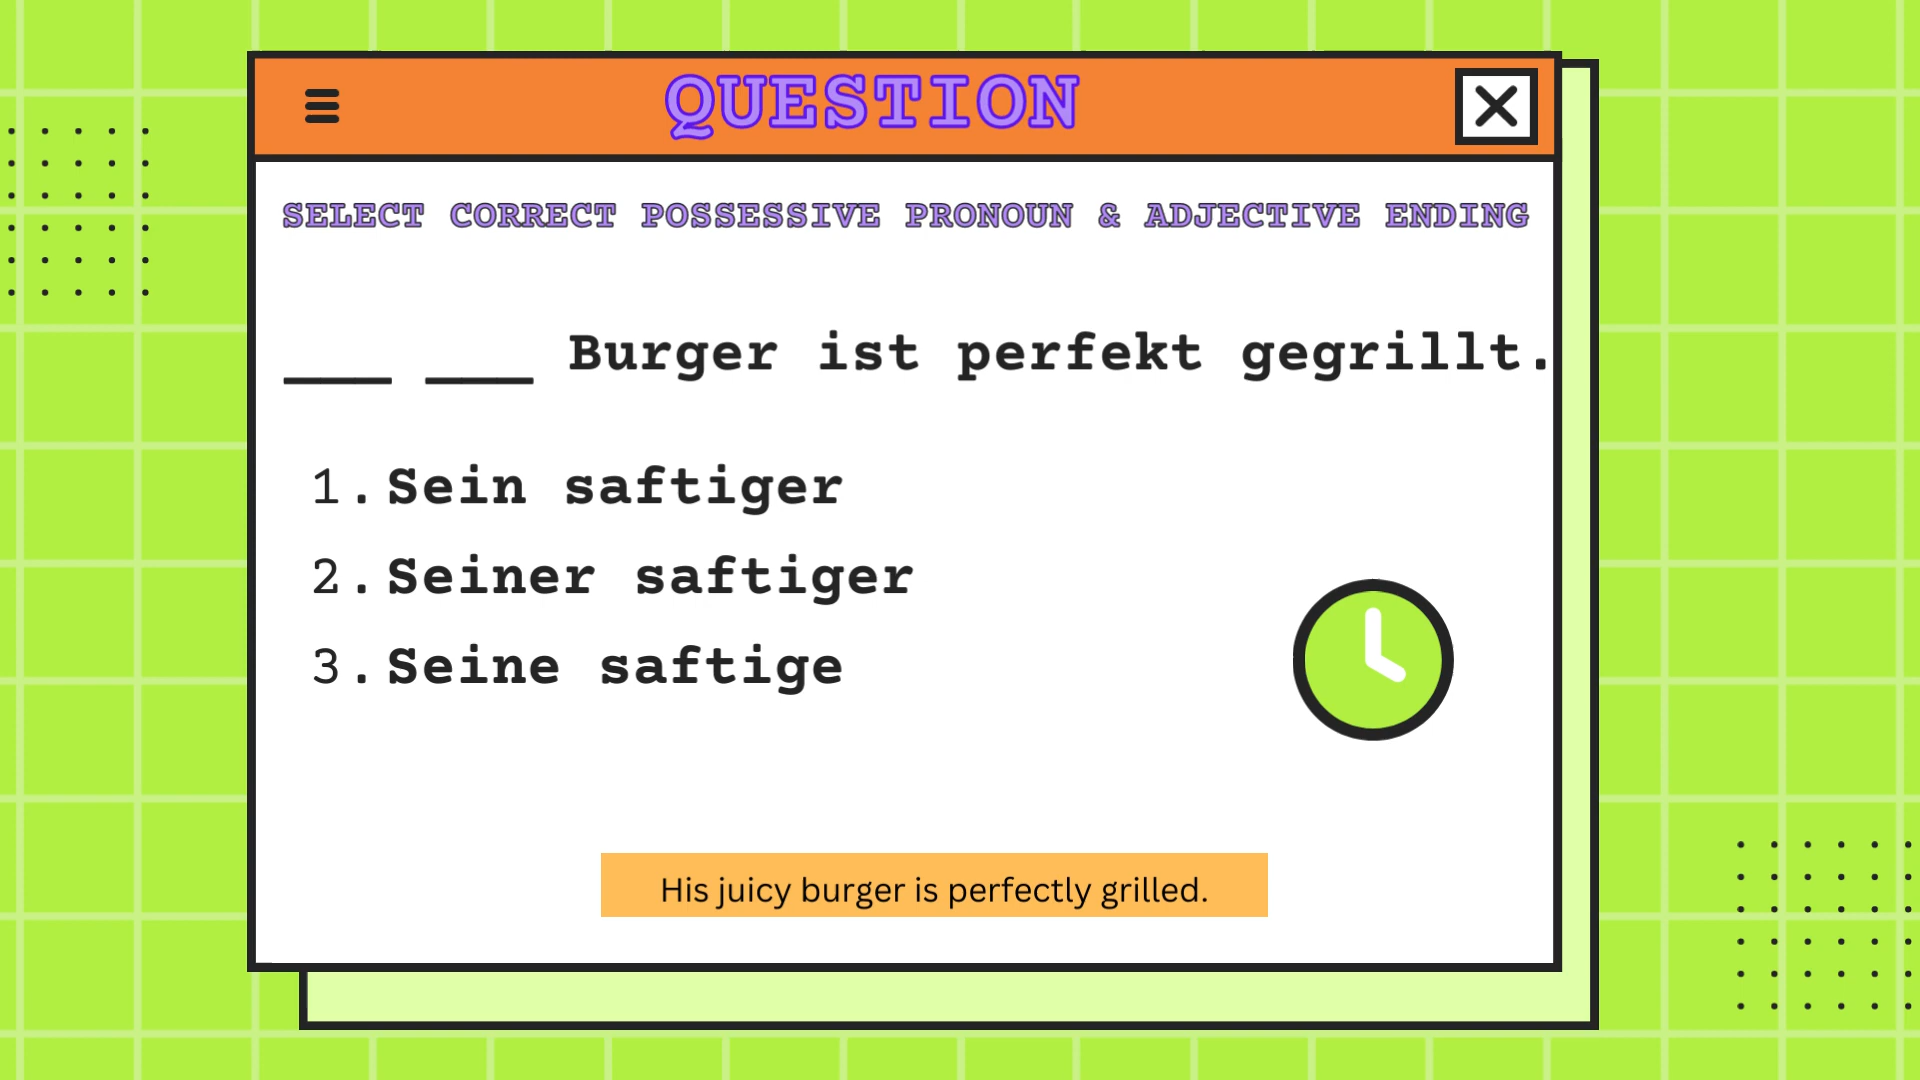 QUESTION
SELECT CORRECT POSSESSIVE PRONOUN & ADJECTIVE ENDING
___ ___ Burger ist perfekt gegrillt.
1. Sein saftiger
2. Seiner saftiger
3. Seine saftige
His juicy burger is perfectly grilled.